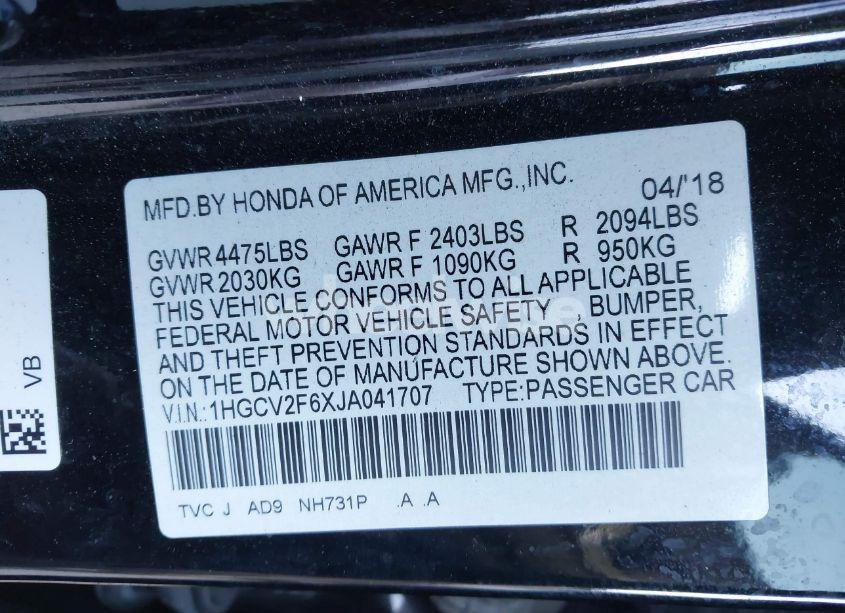 MFD.BY HONDA OF AMERICA MFG.,INC. 04/'18
GVWR 4475LBS GAWR F 2403LBS R 2094LBS
GVWR 2030KG GAWR F 1090KG R 950KG
THIS VEHICLE CONFORMS TO ALL APPLICABLE
FEDERAL MOTOR VEHICLE SAFETY , BUMPER,
AND THEFT PREVENTION STANDARDS IN EFFECT
ON THE DATE OF MANUFACTURE SHOWN ABOVE.
V.I.N.:1HGCV2F6XJA041707 TYPE:PASSENGER CAR
TVC J AD9 NH731P .A .A
VB